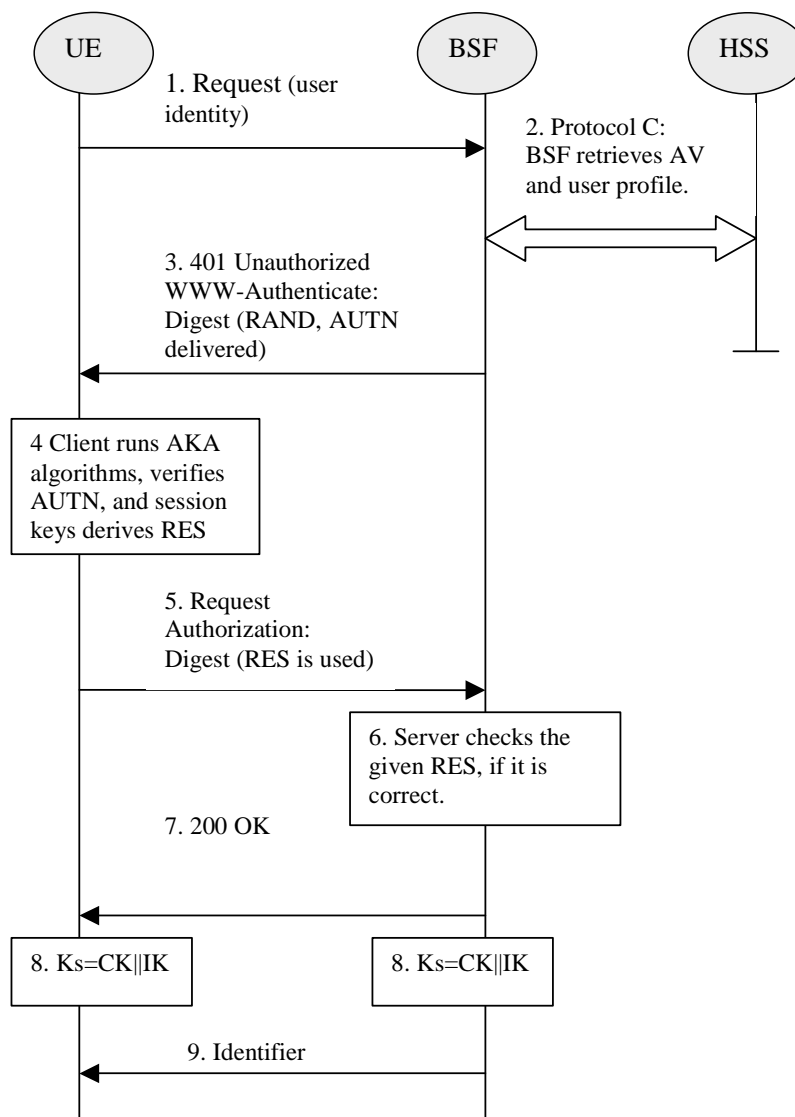 UE
BSF
HSS
1. Request (user
identity)
2. Protocol C:
BSF retrieves AV
and user profile.
3. 401 Unauthorized
WWW-Authenticate:
Digest (RAND, AUTN
delivered)
4 Client runs AKA
algorithms, verifies
AUTN, and session
keys derives RES
5. Request
Authorization:
Digest (RES is used)
6. Server checks the
given RES, if it is
correct.
7. 200 OK
8. Ks=CK||IK
8. Ks=CK||IK
9. Identifier